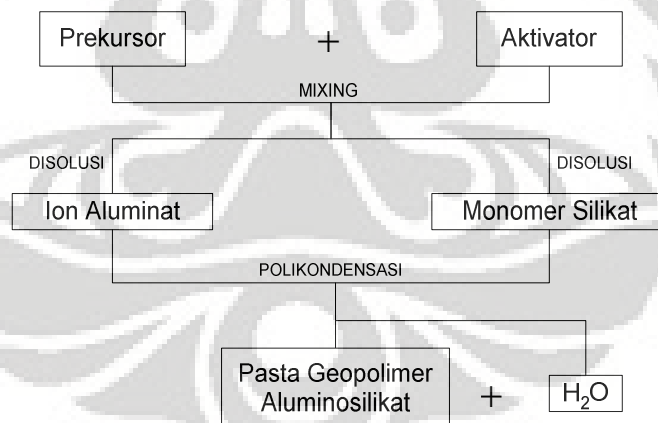 Prekursor + Aktivator
MIXING
DISOLUSI DISOLUSI
Ion Aluminat Monomer Silikat
POLIKONDENSASI
Pasta Geopolimer
Aluminosilikat + H₂O